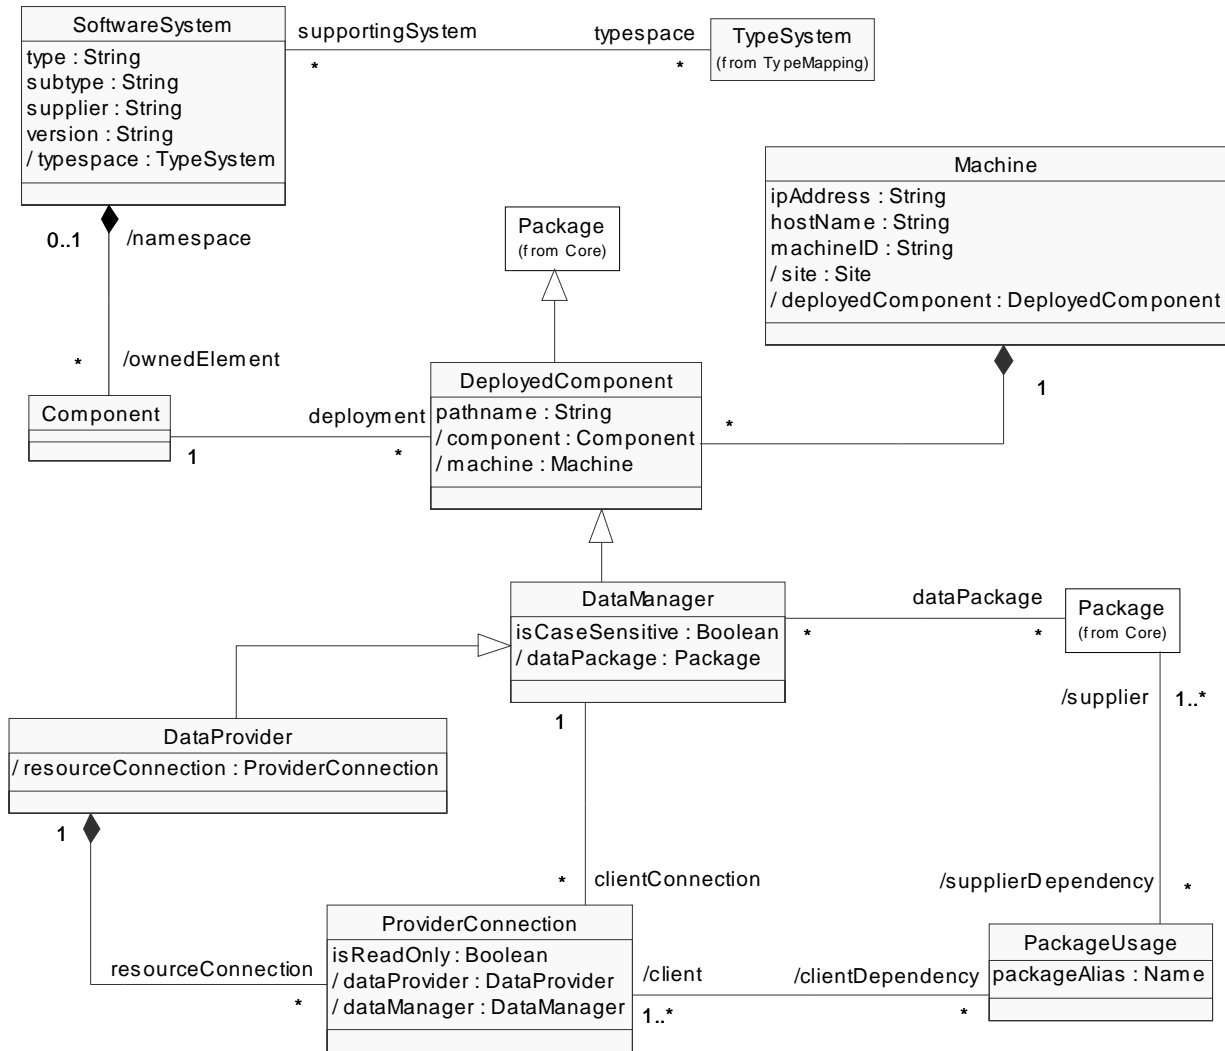 SoftwareSystem
type : String
subtype : String
supplier : String
version : String
/ typespace : TypeSystem
supportingSystem
*
typespace
*
TypeSystem
(from TypeMapping)
Machine
ipAddress : String
hostName : String
machineID : String
/ site : Site
/ deployedComponent : DeployedComponent
0..1
/namespace
Package
(from Core)
*
/ownedElement
1
Component
1
deployment
*
DeployedComponent
pathname : String
/ component : Component
/ machine : Machine
*
DataManager
isCaseSensitive : Boolean
/ dataPackage : Package
dataPackage
*
*
Package
(from Core)
/supplier
1..*
DataProvider
/ resourceConnection : ProviderConnection
1
1
*
clientConnection
/supplierDependency
*
ProviderConnection
isReadOnly : Boolean
/ dataProvider : DataProvider
/ dataManager : DataManager
resourceConnection
*
/client
1..*
/clientDependency
*
PackageUsage
packageAlias : Name